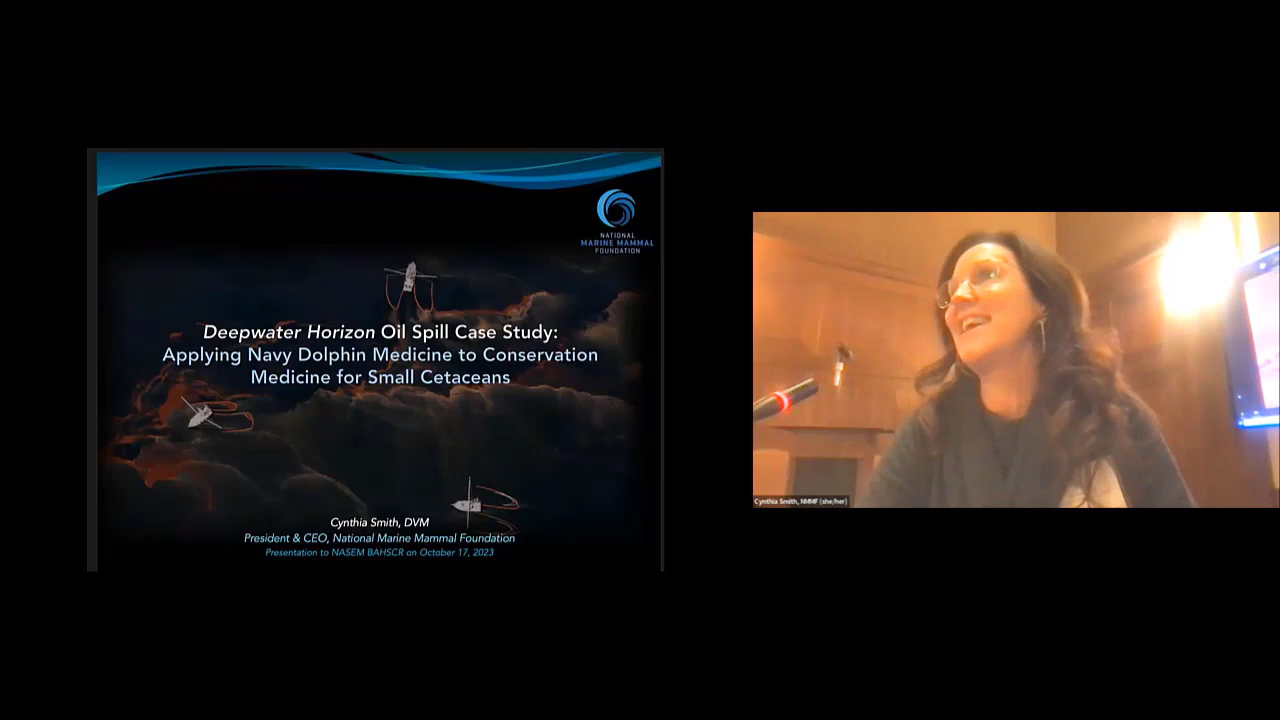 NATIONAL
MARINE MAMMAL
FOUNDATION
Deepwater Horizon Oil Spill Case Study:
Applying Navy Dolphin Medicine to Conservation
Medicine for Small Cetaceans
Cynthia Smith, DVM
President & CEO, National Marine Mammal Foundation
Presentation to NASEM BAHSCR on October 17, 2023
Cynthia Smith, NMMF (she/her)